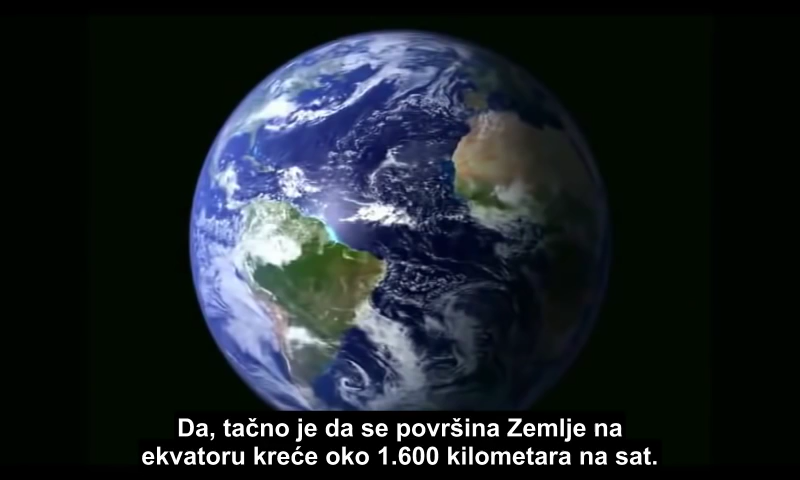 Da, tačno je da se površina Zemlje na
ekvatoru kreće oko 1.600 kilometara na sat.